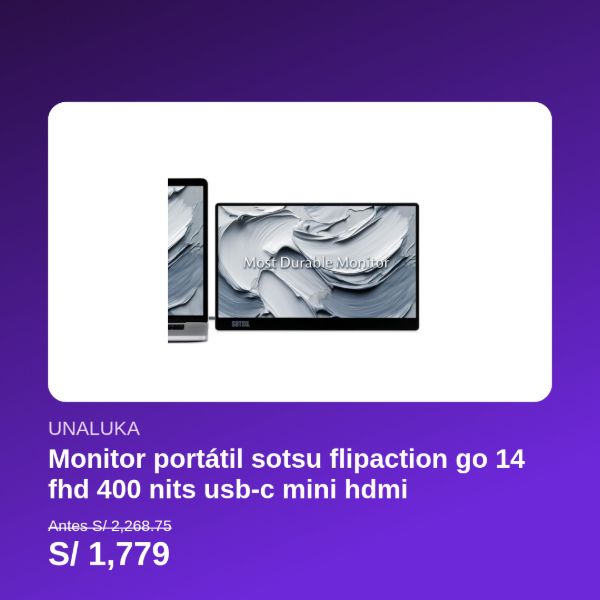 Most Durable Monitor
SOTSU
UNALUKA
Monitor portátil sotsu flipaction go 14
fhd 400 nits usb-c mini hdmi
Antes S/ 2,268.75
S/ 1,779